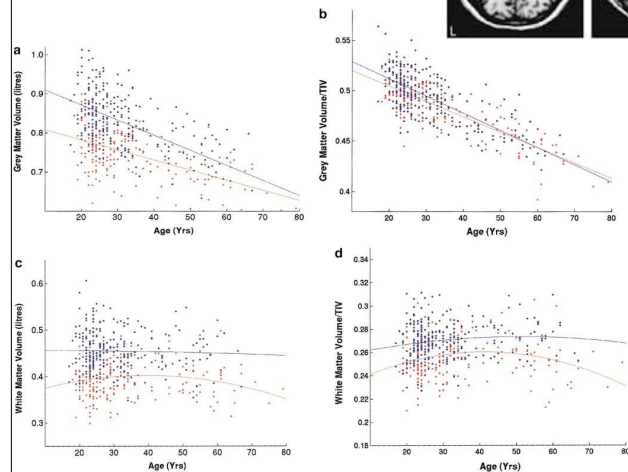 L
a
1.0
0.9
0.8
0.7
Grey Matter Volume (litres)
20 30 40 50 60 70 80
Age (Yrs)
b
0.55
0.5
0.45
0.4
Grey Matter Volume/TIV
20 30 40 50 60 70 80
Age (Yrs)
c
0.6
0.5
0.4
0.3
White Matter Volume (litres)
20 30 40 50 60 70 80
Age (Yrs)
d
0.34
0.32
0.3
0.28
0.26
0.24
0.22
0.2
0.18
White Matter Volume/TIV
20 30 40 50 60 70 80
Age (Yrs)